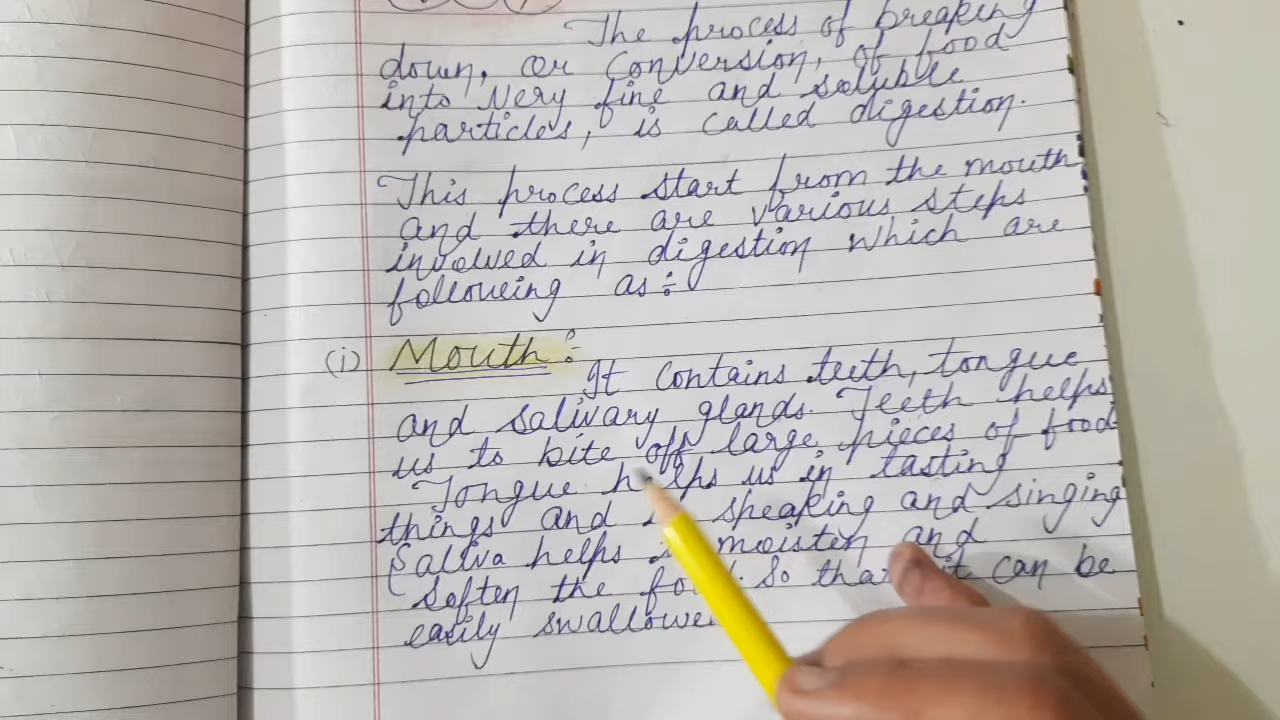 The process of breaking
down, or conversion, of food
into very fine and soluble
particles, is called digestion.
This process start from the mouth
and there are various steps
involved in digestion which are
following as:-
(i) Mouth:-
It contains teeth, tongue
and salivary glands. Teeth helps
us to bite off large pieces of food
Tongue helps us in tasting
things and speaking and singing
Saliva helps moisten and
soften the food. So that it can be
easily swallowed